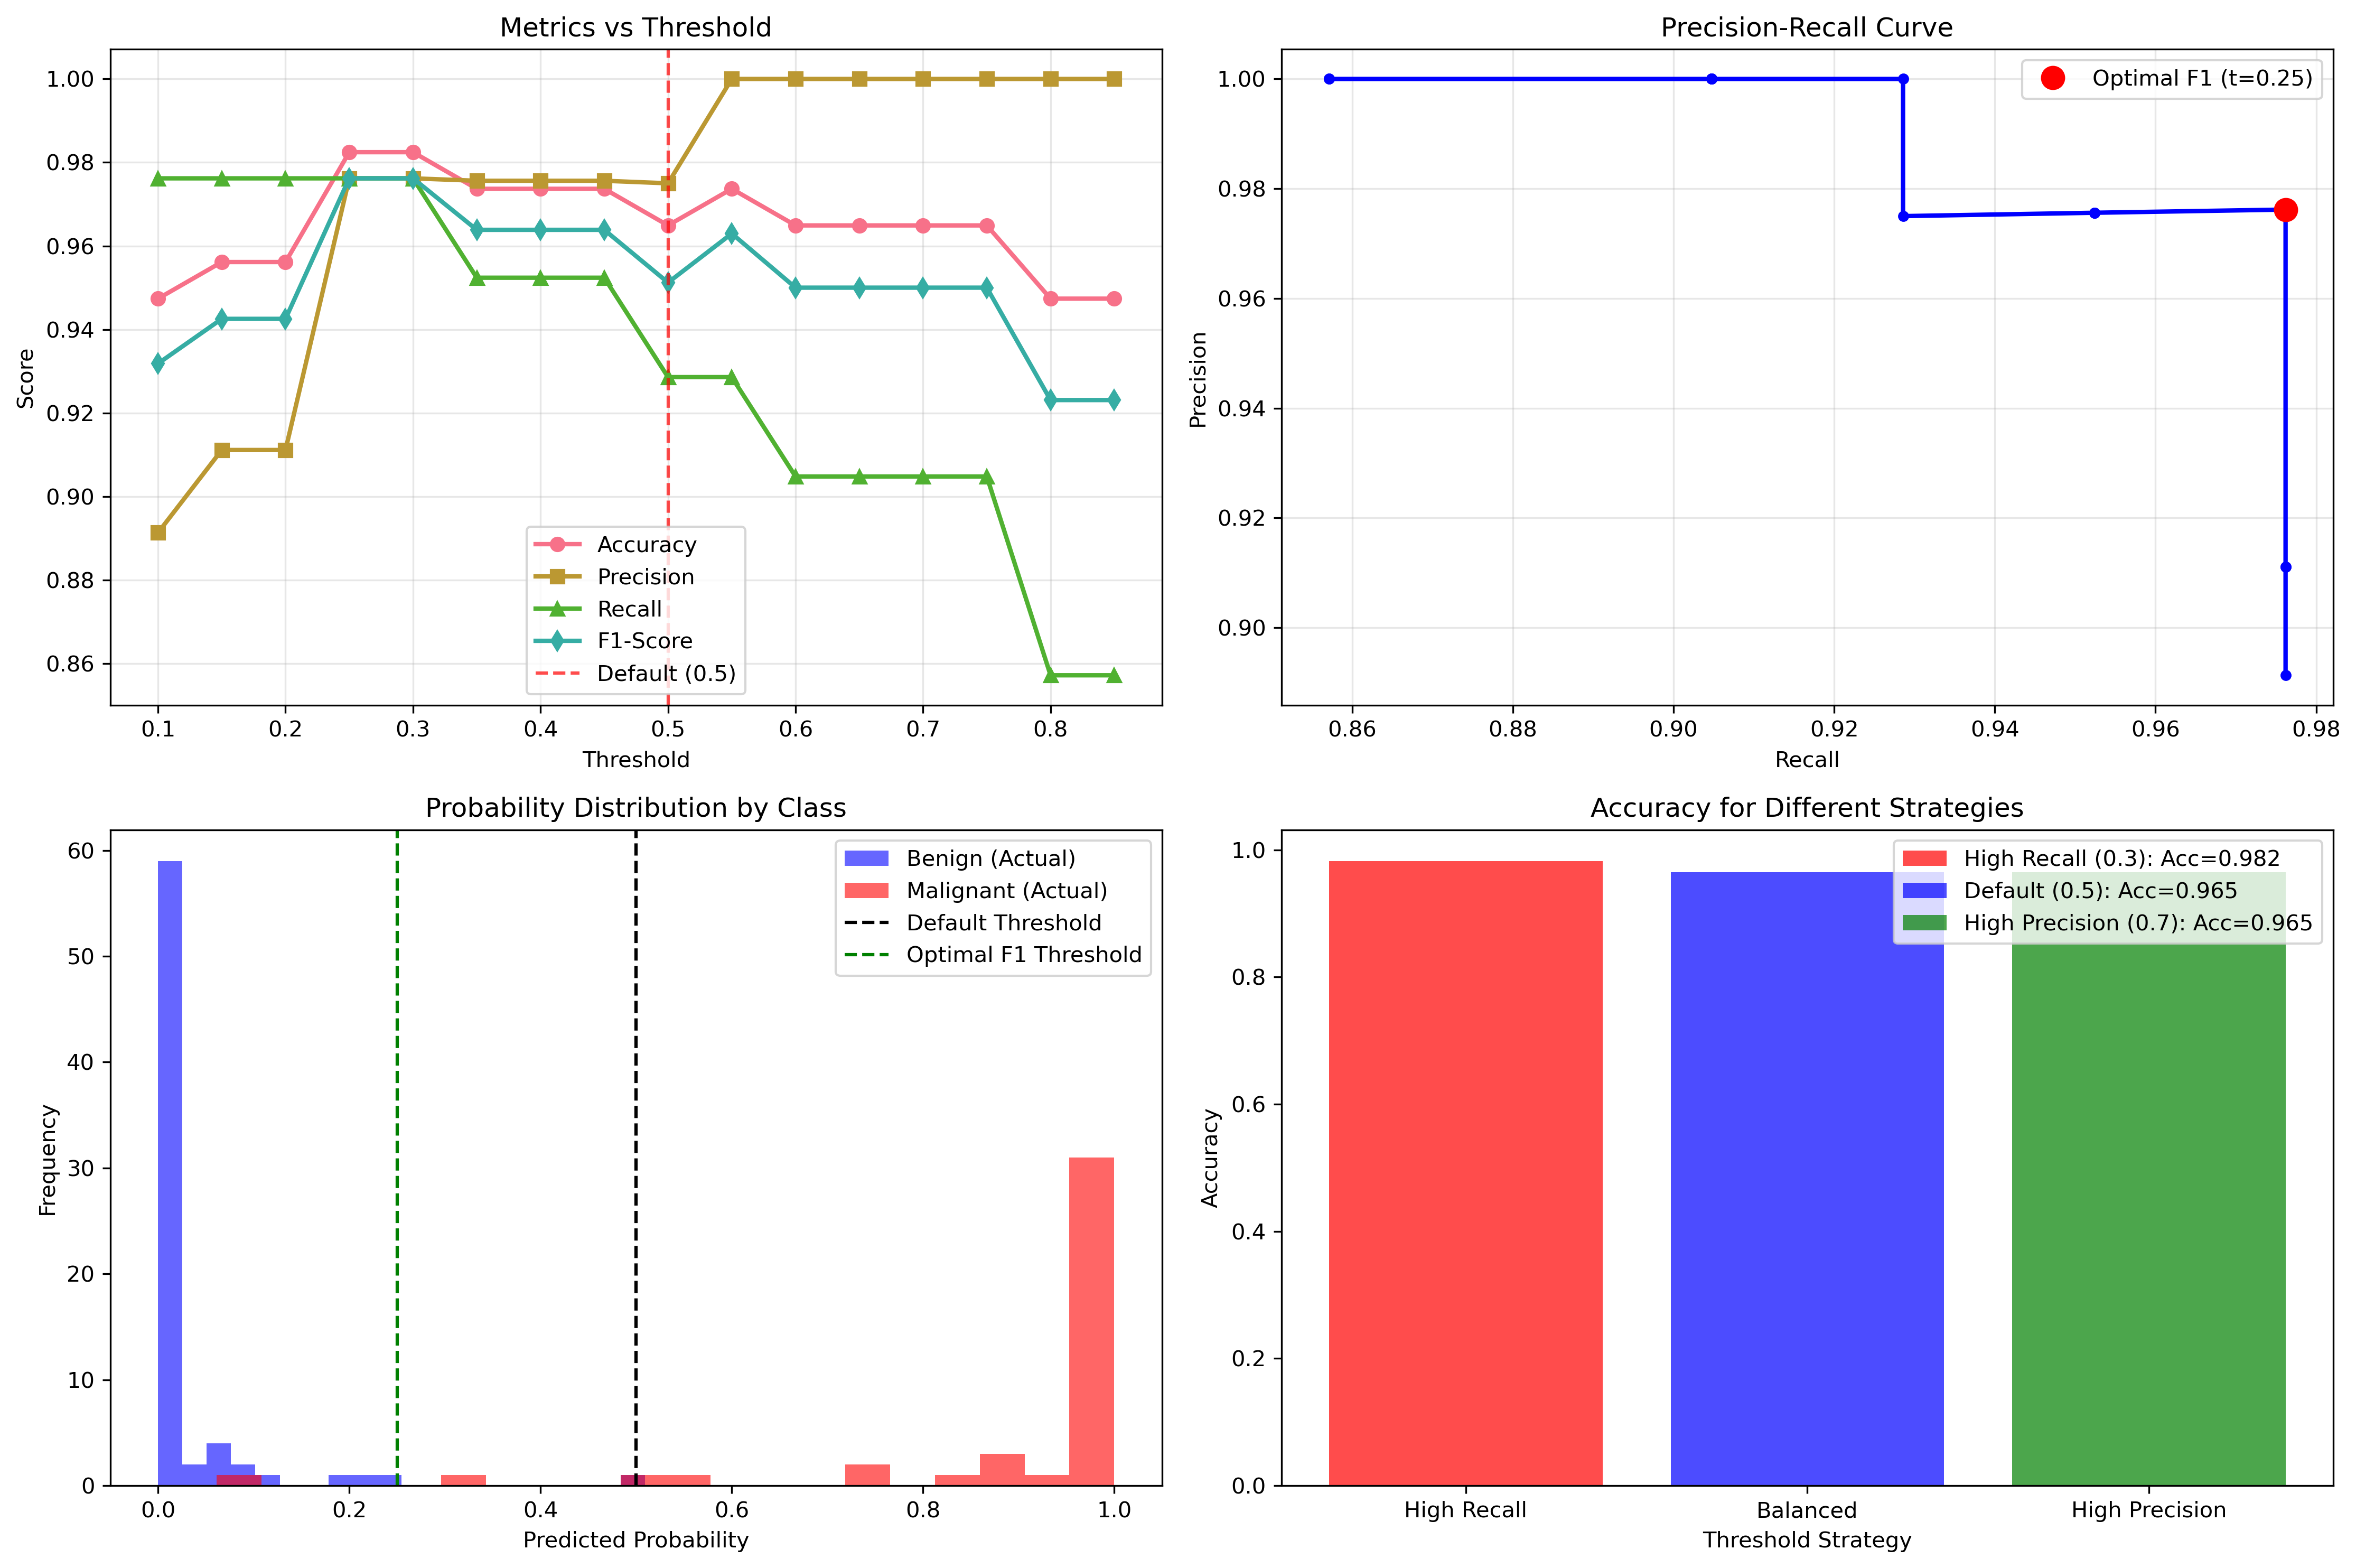 Metrics vs Threshold
1.00
0.98
0.96
0.94
0.92
0.90
0.88
0.86
Score
Accuracy
Precision
Recall
F1-Score
Default (0.5)
0.1 0.2 0.3 0.4 0.5 0.6 0.7 0.8
Threshold
Precision-Recall Curve
Optimal F1 (t=0.25)
1.00
0.98
0.96
0.94
0.92
0.90
Precision
0.86 0.88 0.90 0.92 0.94 0.96 0.98
Recall
Probability Distribution by Class
Benign (Actual)
Malignant (Actual)
Default Threshold
Optimal F1 Threshold
60
50
40
30
20
10
0
Frequency
0.0 0.2 0.4 0.6 0.8 1.0
Predicted Probability
Accuracy for Different Strategies
High Recall (0.3): Acc=0.982
Default (0.5): Acc=0.965
High Precision (0.7): Acc=0.965
1.0
0.8
0.6
0.4
0.2
0.0
Accuracy
High Recall Balanced High Precision
Threshold Strategy